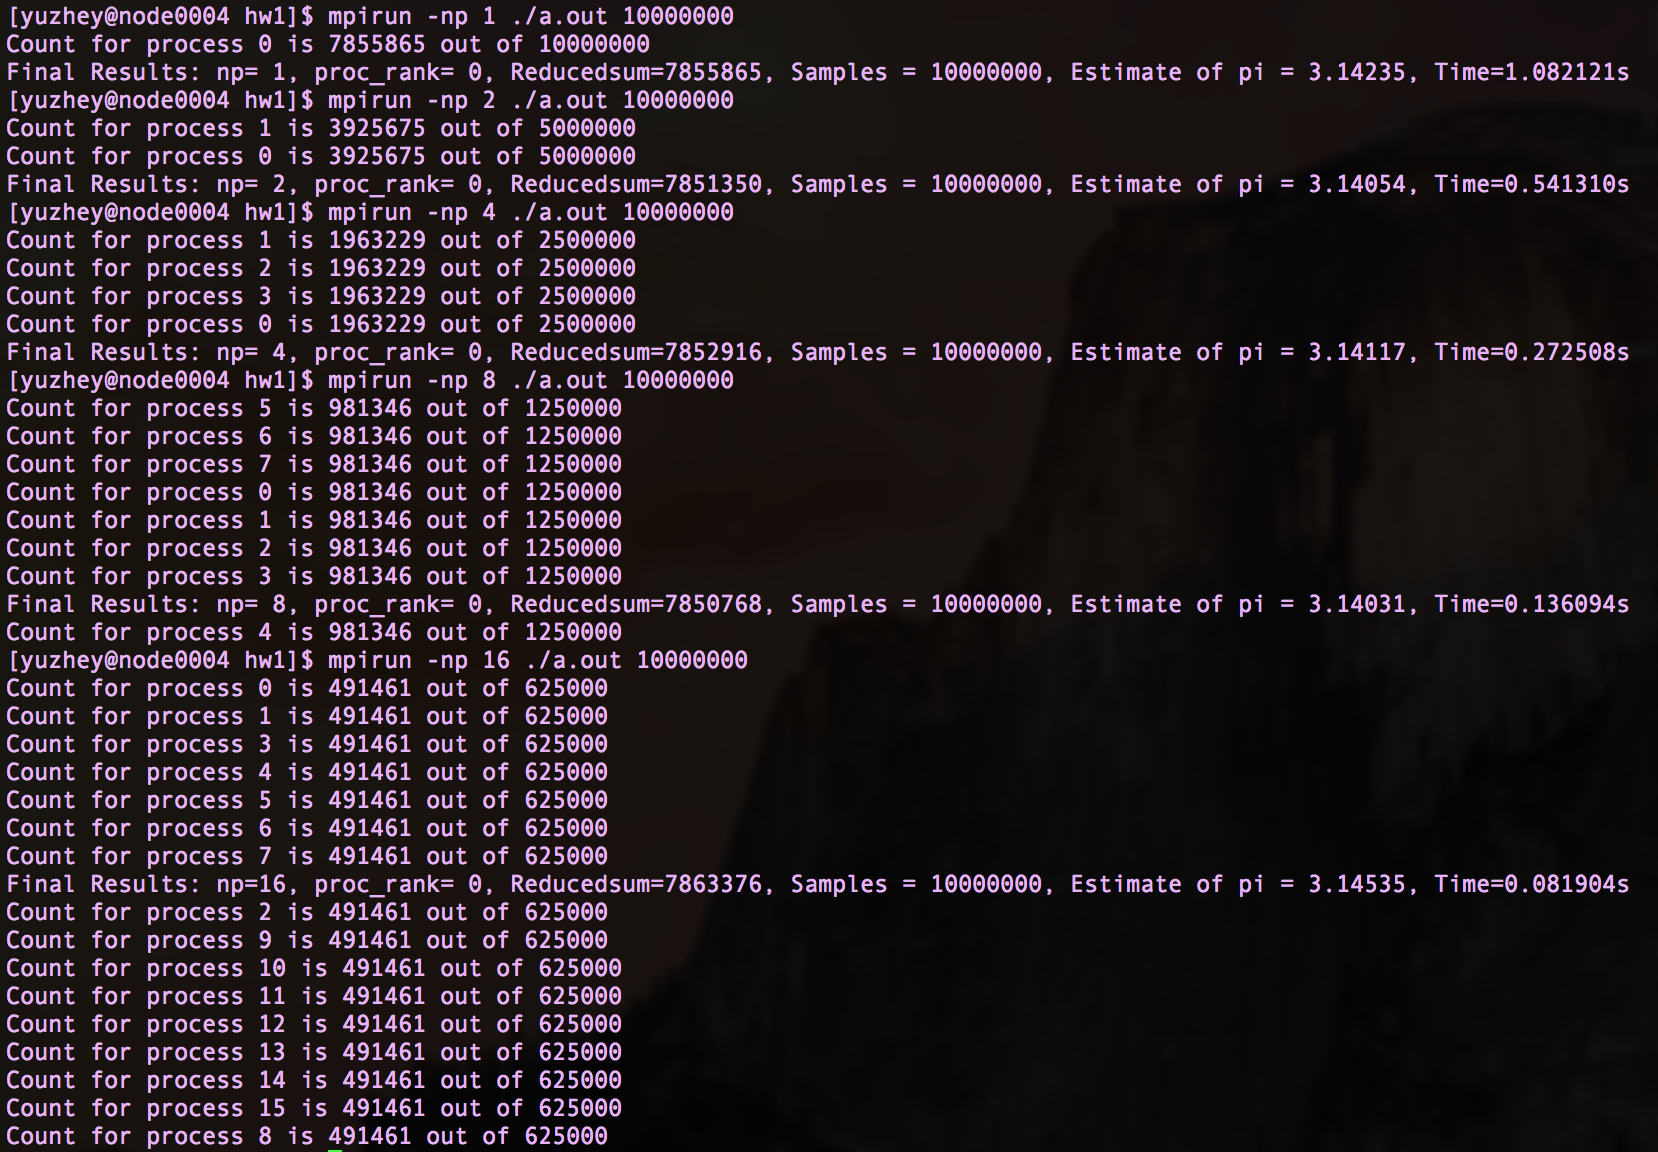 [yuzhey@node0004 hw1]$ mpirun -np 1 ./a.out 10000000
Count for process 0 is 7855865 out of 10000000
Final Results: np= 1, proc_rank= 0, Reducedsum=7855865, Samples = 10000000, Estimate of pi = 3.14235, Time=1.082121s
[yuzhey@node0004 hw1]$ mpirun -np 2 ./a.out 10000000
Count for process 1 is 3925675 out of 5000000
Count for process 0 is 3925675 out of 5000000
Final Results: np= 2, proc_rank= 0, Reducedsum=7851350, Samples = 10000000, Estimate of pi = 3.14054, Time=0.541310s
[yuzhey@node0004 hw1]$ mpirun -np 4 ./a.out 10000000
Count for process 1 is 1963229 out of 2500000
Count for process 2 is 1963229 out of 2500000
Count for process 3 is 1963229 out of 2500000
Count for process 0 is 1963229 out of 2500000
Final Results: np= 4, proc_rank= 0, Reducedsum=7852916, Samples = 10000000, Estimate of pi = 3.14117, Time=0.272508s
[yuzhey@node0004 hw1]$ mpirun -np 8 ./a.out 10000000
Count for process 5 is 981346 out of 1250000
Count for process 6 is 981346 out of 1250000
Count for process 7 is 981346 out of 1250000
Count for process 0 is 981346 out of 1250000
Count for process 1 is 981346 out of 1250000
Count for process 2 is 981346 out of 1250000
Count for process 3 is 981346 out of 1250000
Final Results: np= 8, proc_rank= 0, Reducedsum=7850768, Samples = 10000000, Estimate of pi = 3.14031, Time=0.136094s
Count for process 4 is 981346 out of 1250000
[yuzhey@node0004 hw1]$ mpirun -np 16 ./a.out 10000000
Count for process 0 is 491461 out of 625000
Count for process 1 is 491461 out of 625000
Count for process 3 is 491461 out of 625000
Count for process 4 is 491461 out of 625000
Count for process 5 is 491461 out of 625000
Count for process 6 is 491461 out of 625000
Count for process 7 is 491461 out of 625000
Final Results: np=16, proc_rank= 0, Reducedsum=7863376, Samples = 10000000, Estimate of pi = 3.14535, Time=0.081904s
Count for process 2 is 491461 out of 625000
Count for process 9 is 491461 out of 625000
Count for process 10 is 491461 out of 625000
Count for process 11 is 491461 out of 625000
Count for process 12 is 491461 out of 625000
Count for process 13 is 491461 out of 625000
Count for process 14 is 491461 out of 625000
Count for process 15 is 491461 out of 625000
Count for process 8 is 491461 out of 625000